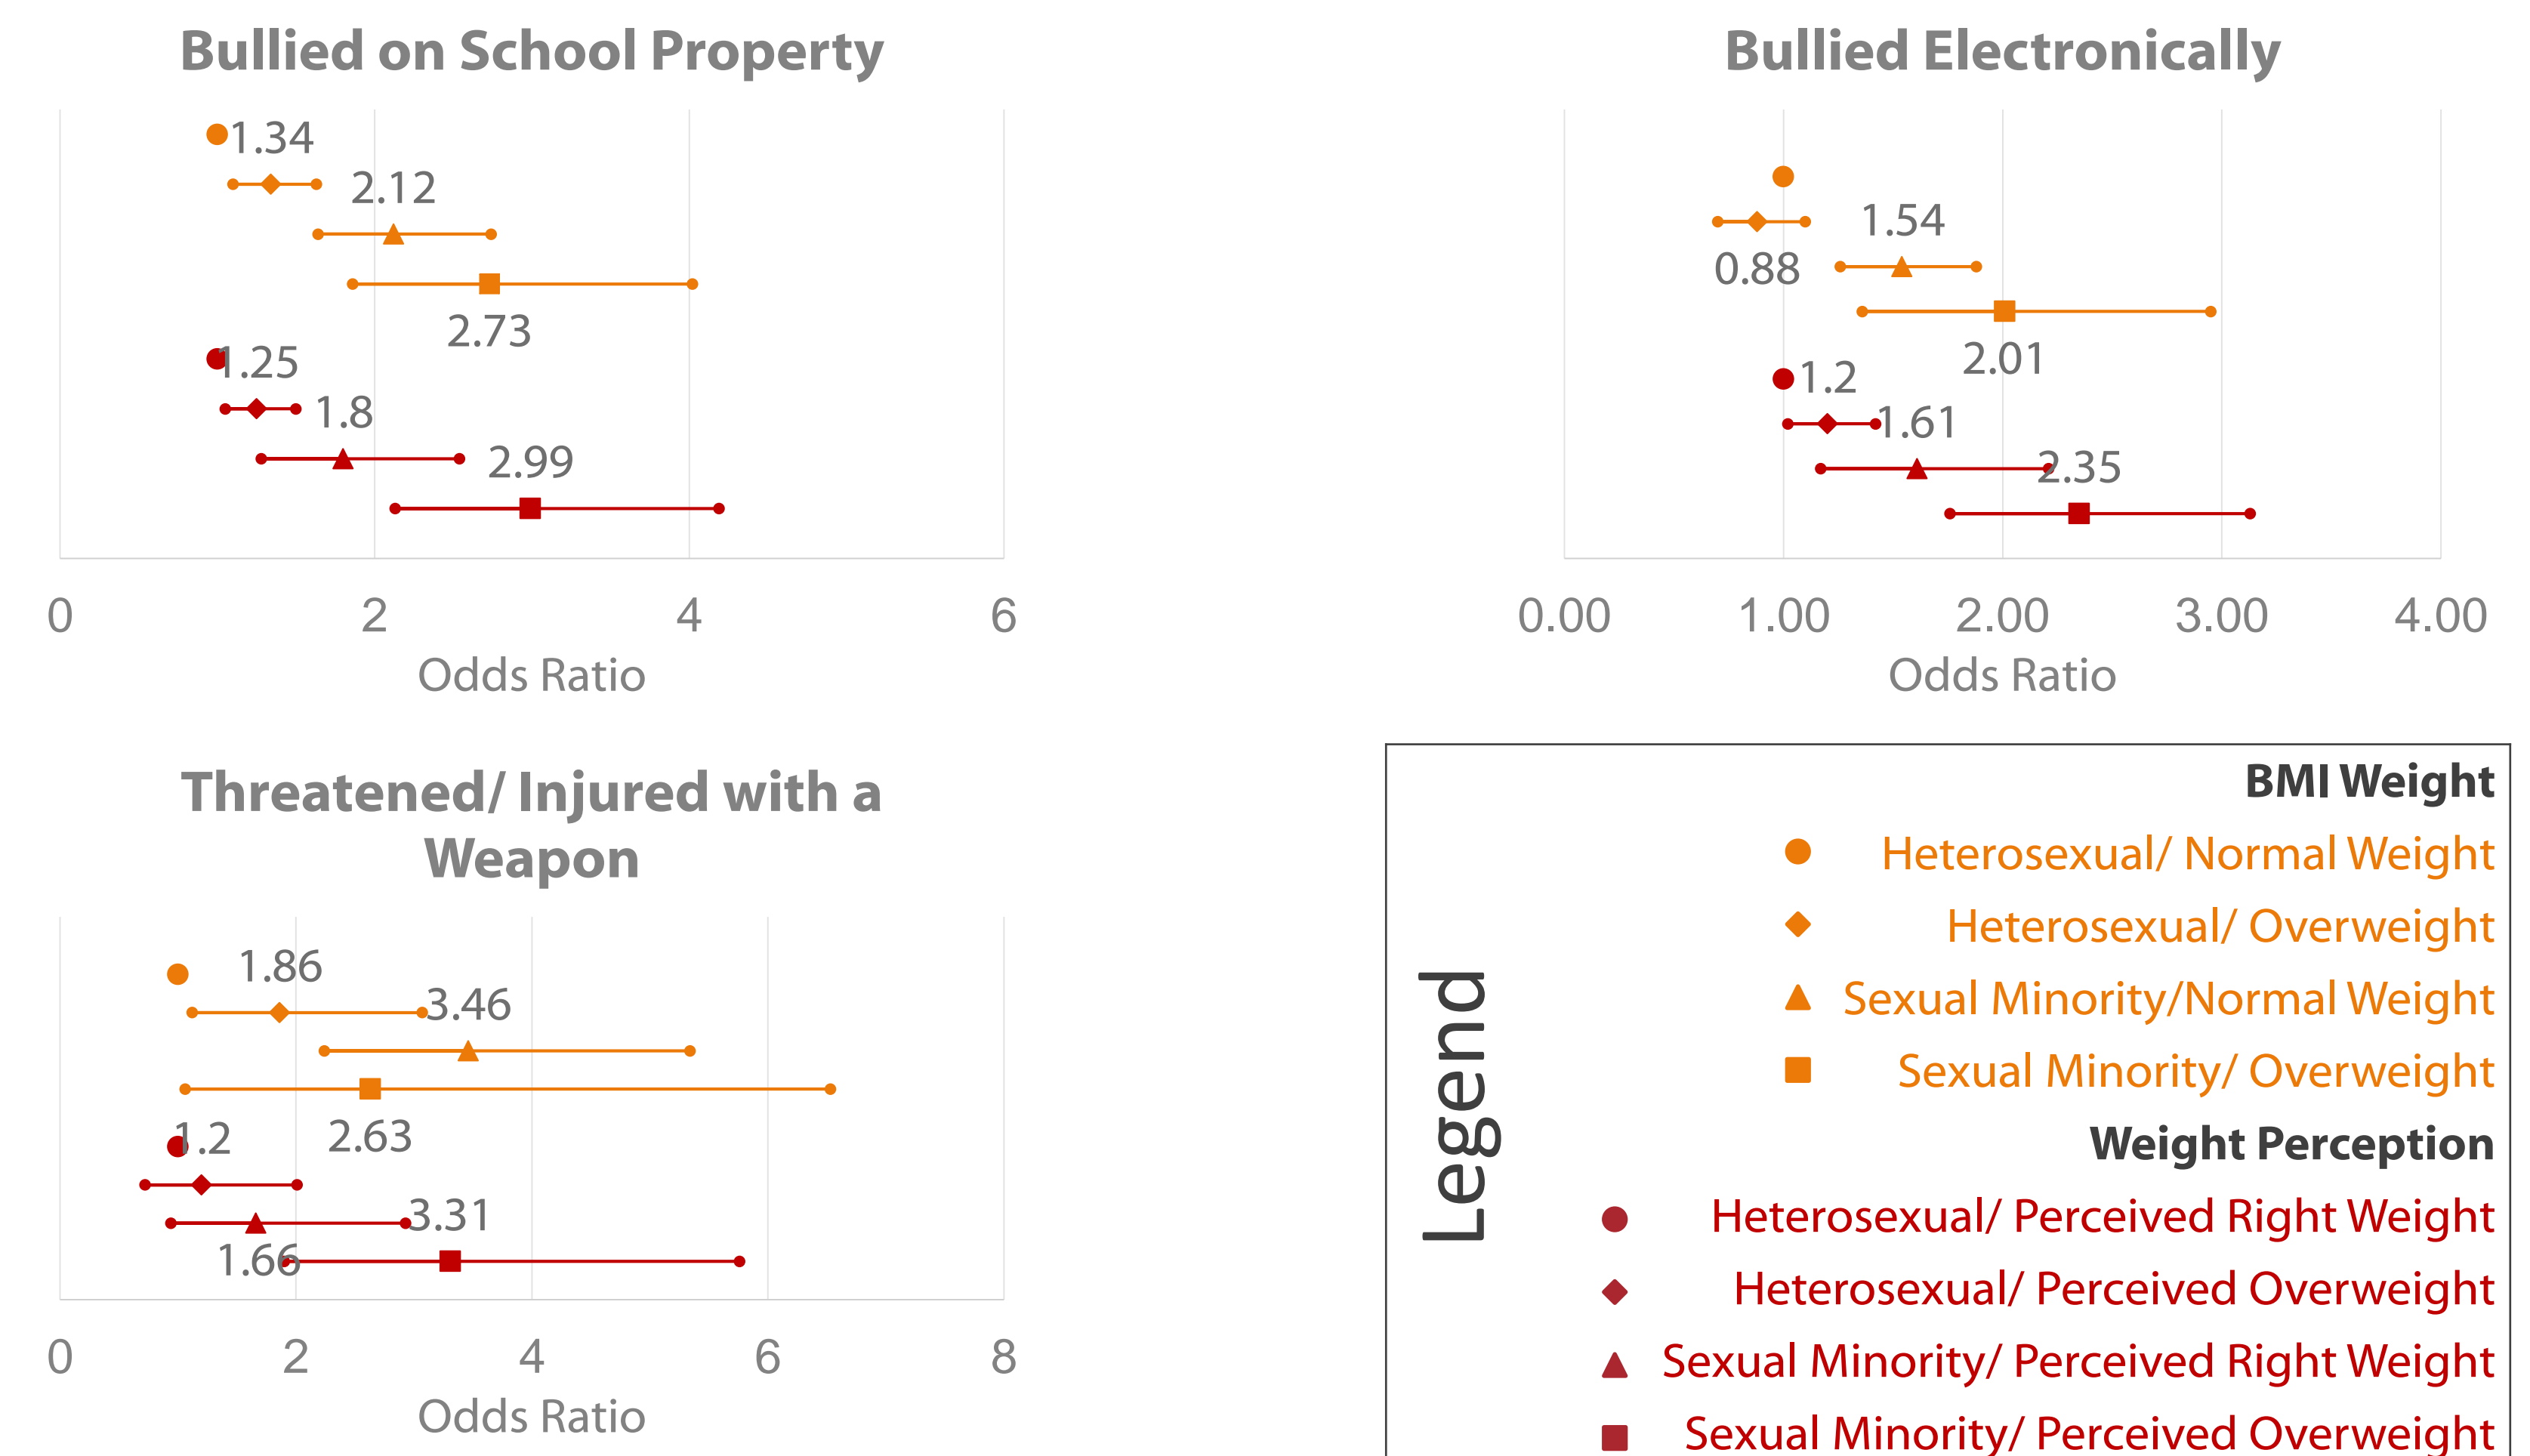 Bullied on School Property
1.34
2.12
2.73
1.25
1.8
2.99
0 2 4 6
Odds Ratio
Bullied Electronically
1.54
0.88
2.01
1.2
1.61
2.35
0.00 1.00 2.00 3.00 4.00
Odds Ratio
Threatened/ Injured with a
Weapon
1.86
3.46
2.63
1.2
3.31
1.66
0 2 4 6 8
Odds Ratio
Legend
BMI Weight
Heterosexual/ Normal Weight
Heterosexual/ Overweight
Sexual Minority/Normal Weight
Sexual Minority/ Overweight
Weight Perception
Heterosexual/ Perceived Right Weight
Heterosexual/ Perceived Overweight
Sexual Minority/ Perceived Right Weight
Sexual Minority/ Perceived Overweight